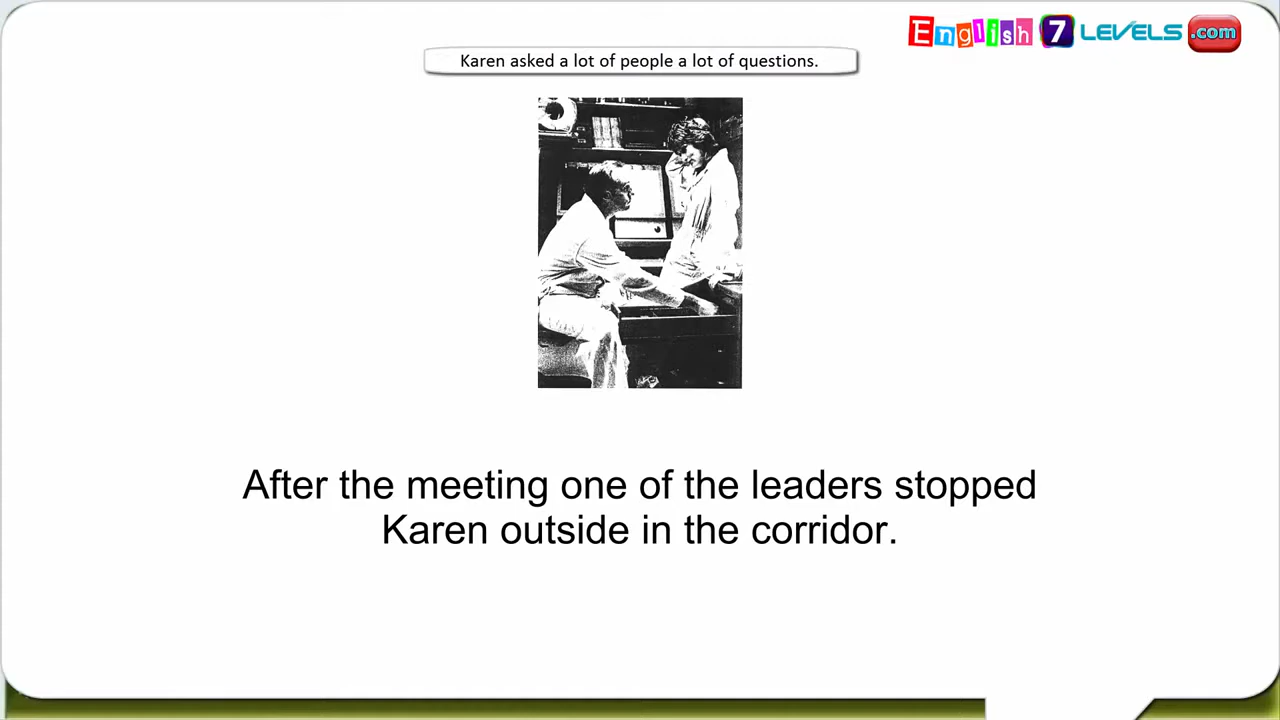 English 7 LEVELS .com
Karen asked a lot of people a lot of questions.
After the meeting one of the leaders stopped
Karen outside in the corridor.